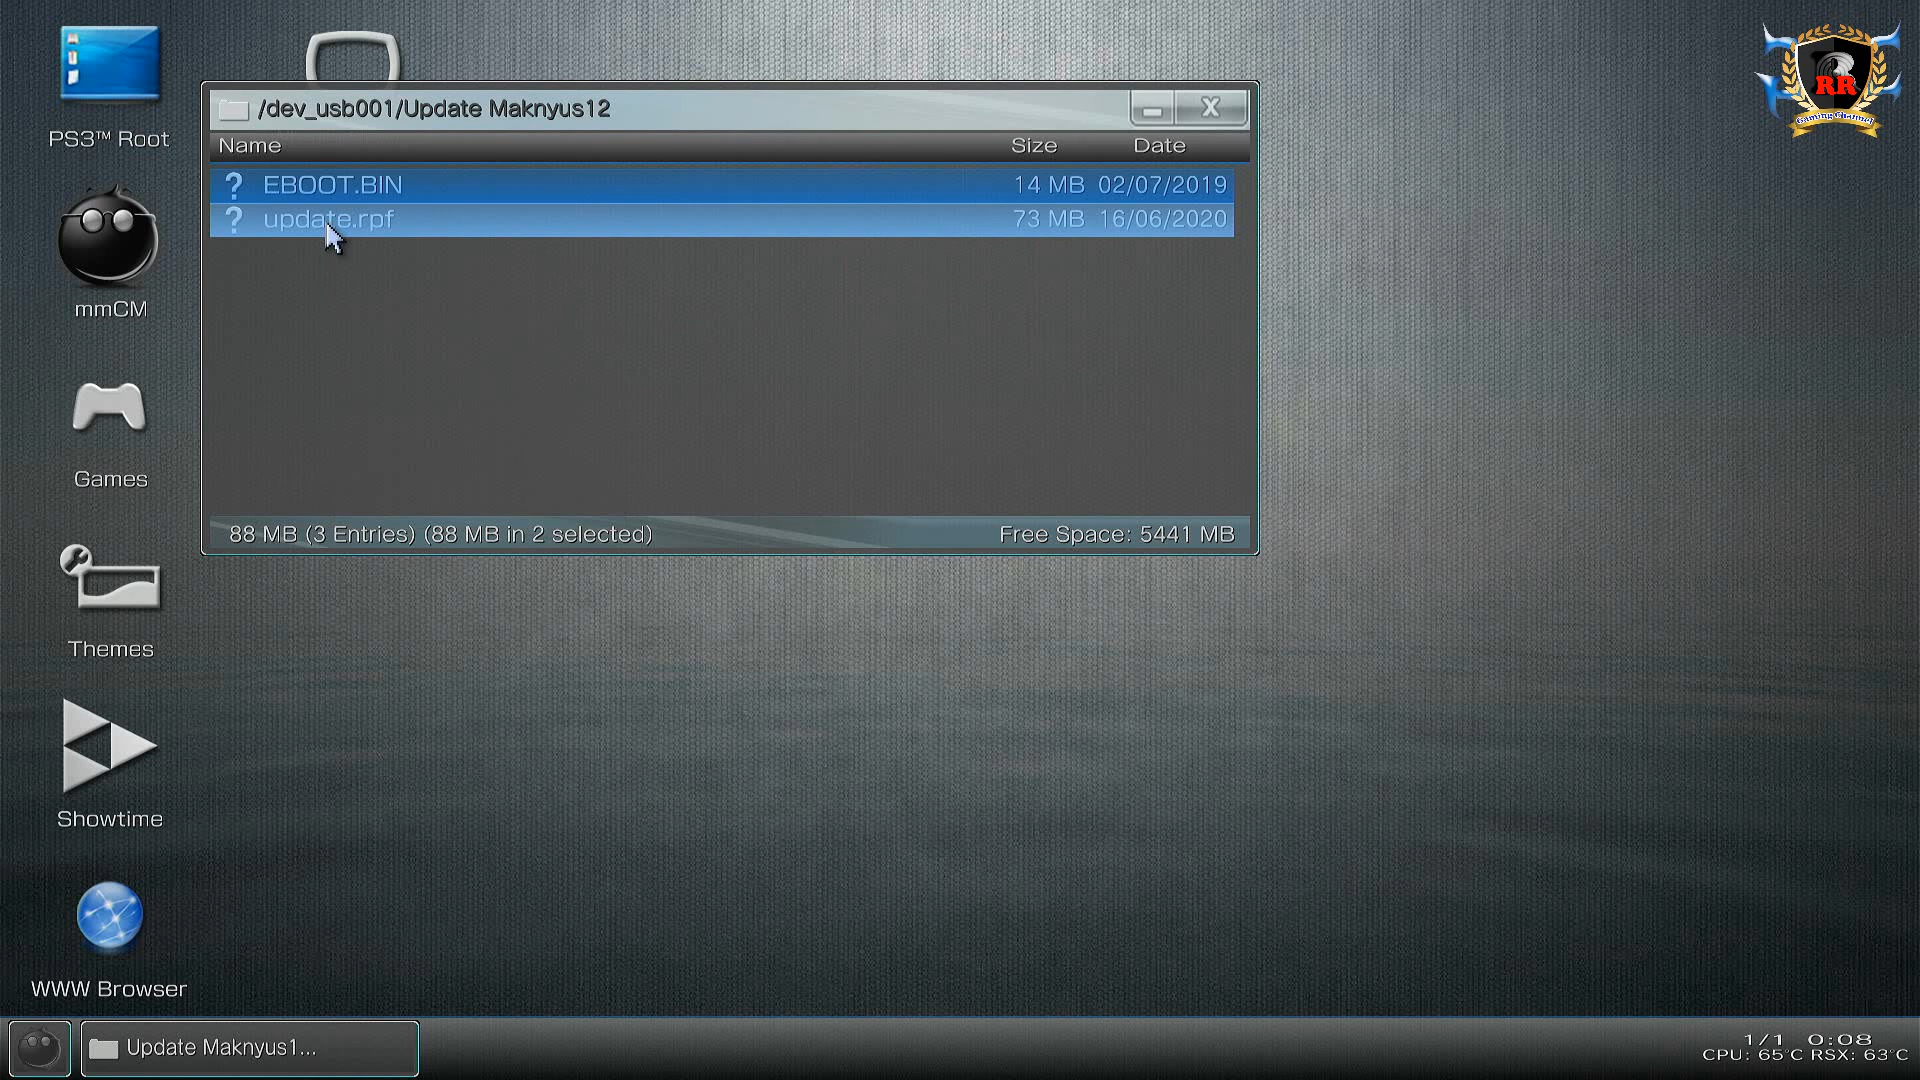 PS3™ Root
mmCM
Games
Themes
Showtime
WWW Browser
/dev_usb001/Update Maknyus12
X
Name Size Date
? EBOOT.BIN 14 MB 02/07/2019
? update.rpf 73 MB 16/06/2020
88 MB (3 Entries) (88 MB in 2 selected) Free Space: 5441 MB
RR
Gaming Channel
Update Maknyus1...
1/1 0:08
CPU: 65°C RSX: 63°C